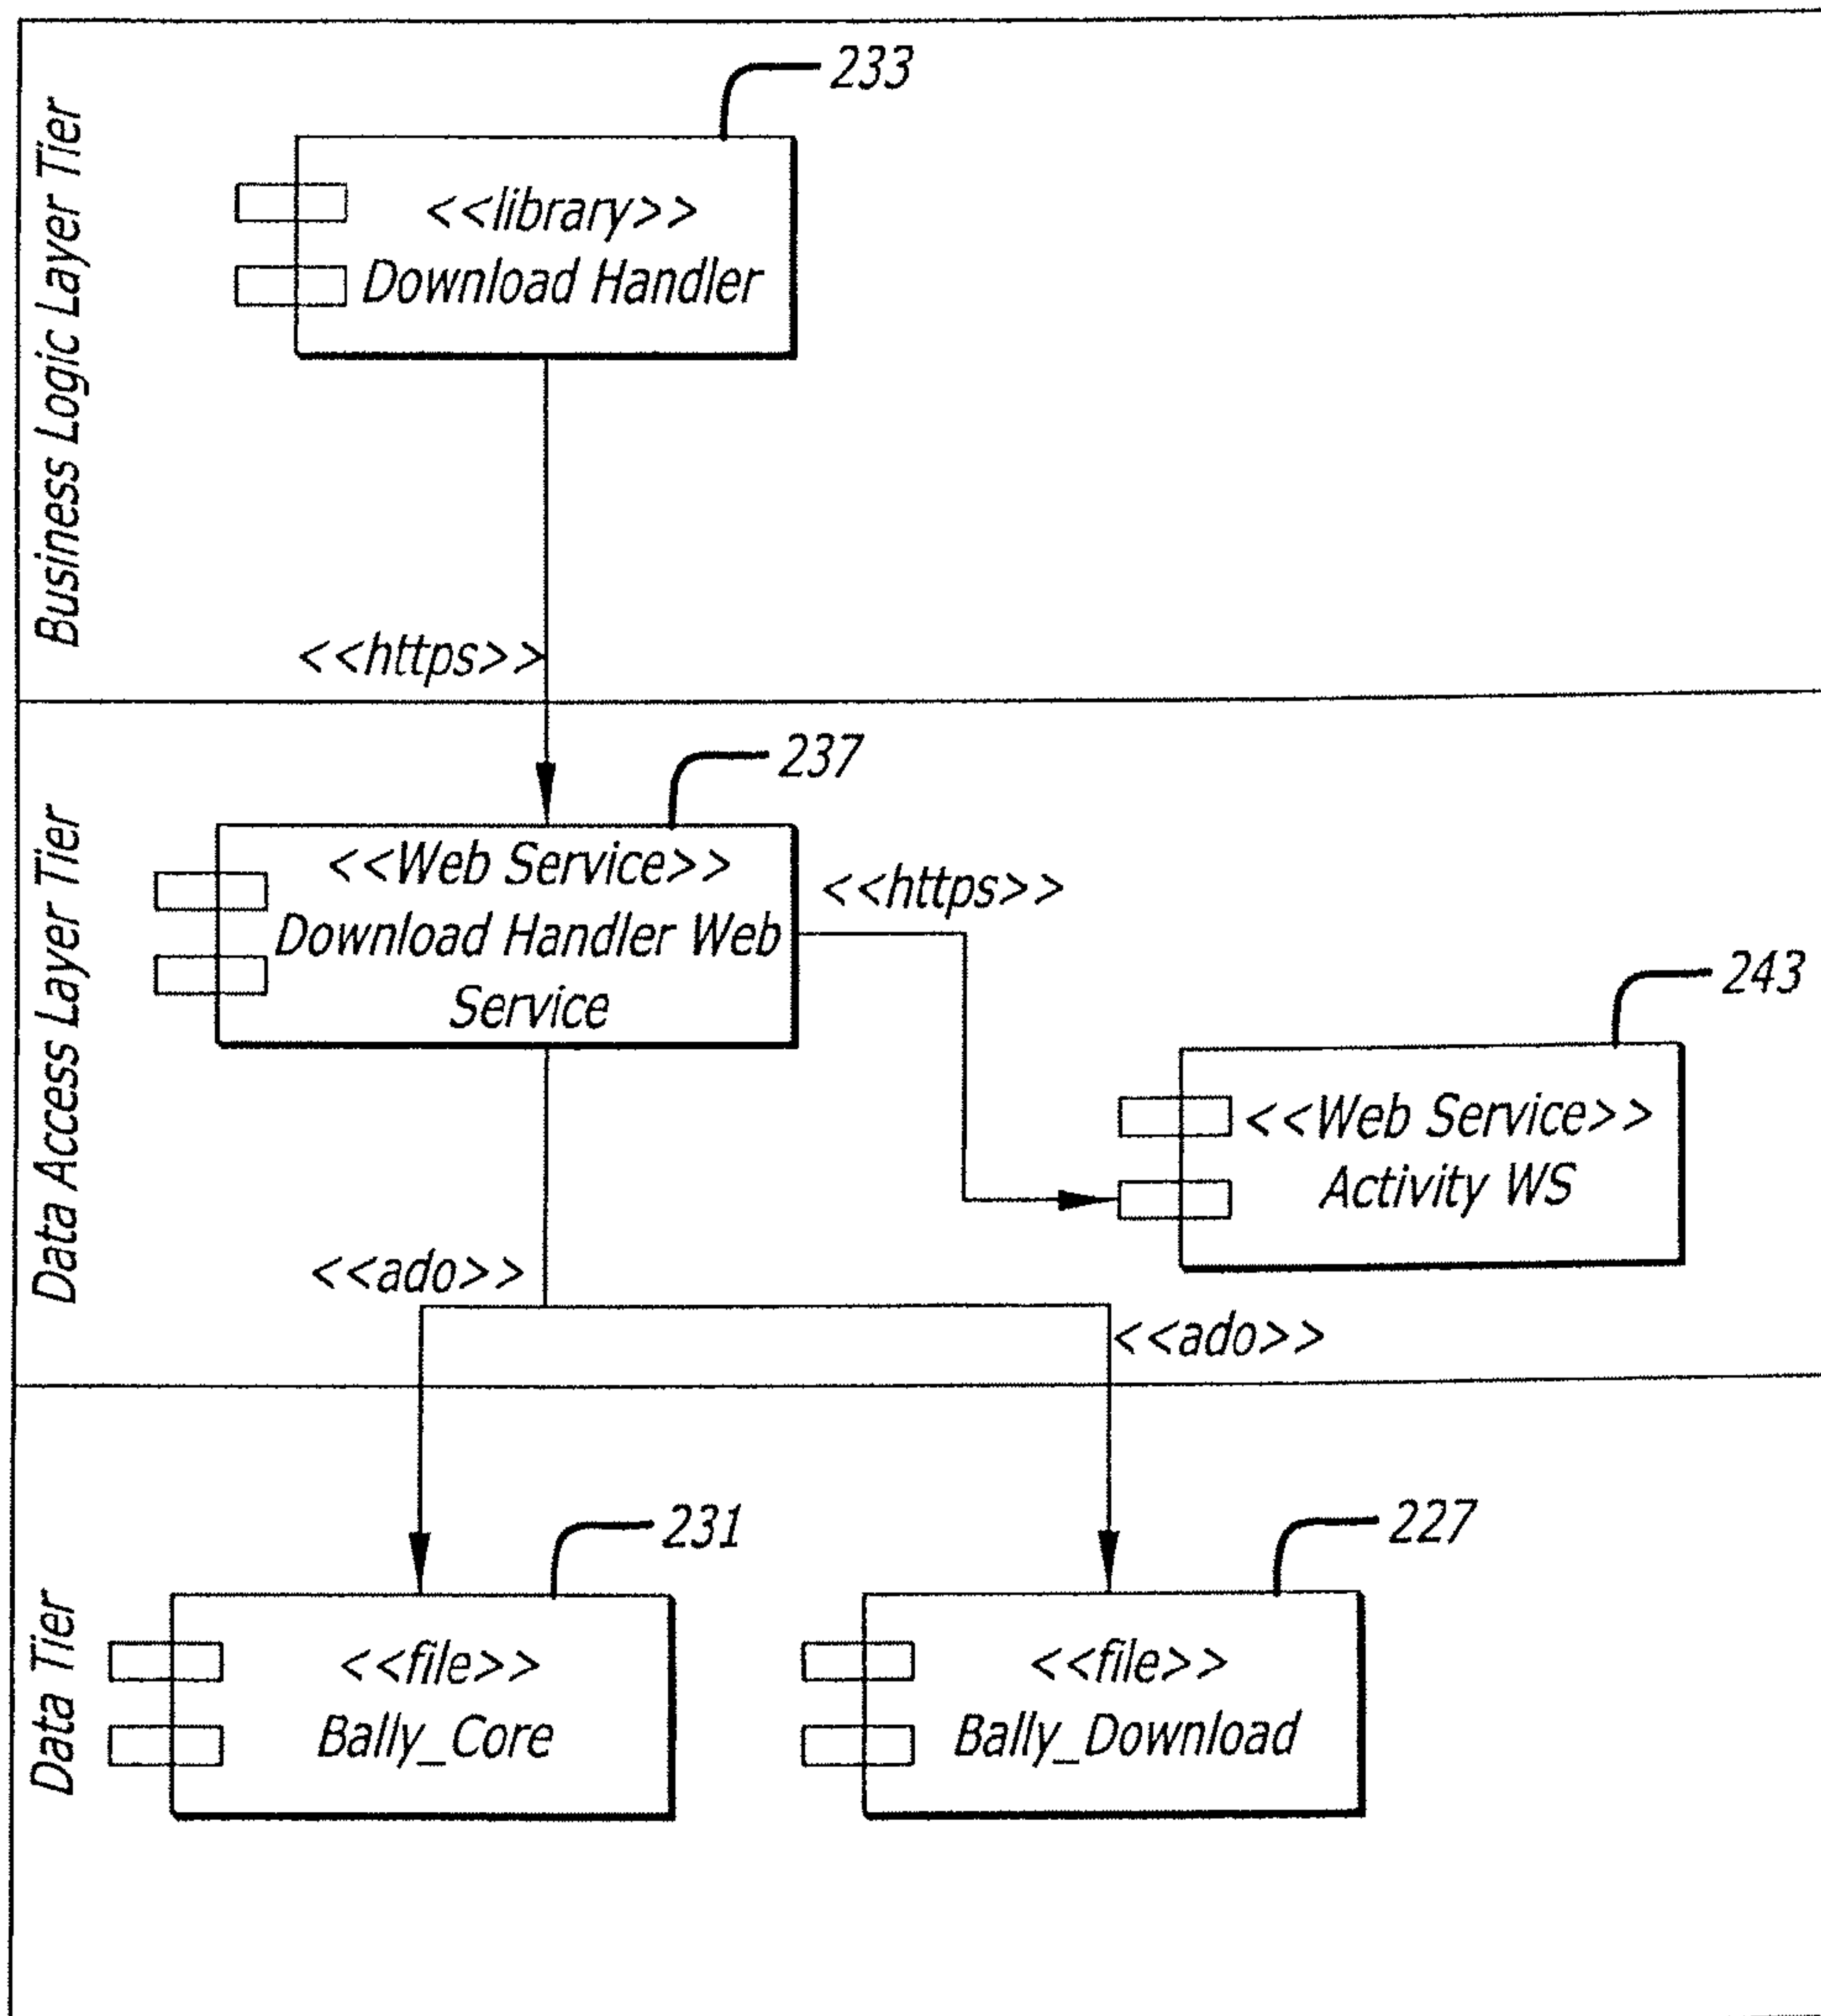 Business Logic Layer Tier
233
<<library>>
Download Handler
<<https>>
Data Access Layer Tier
237
<<Web Service>>
Download Handler Web
Service
<<https>>
243
<<Web Service>>
Activity WS
<<ado>>
<<ado>>
Data Tier
231
<<file>>
Bally_Core
227
<<file>>
Bally_Download